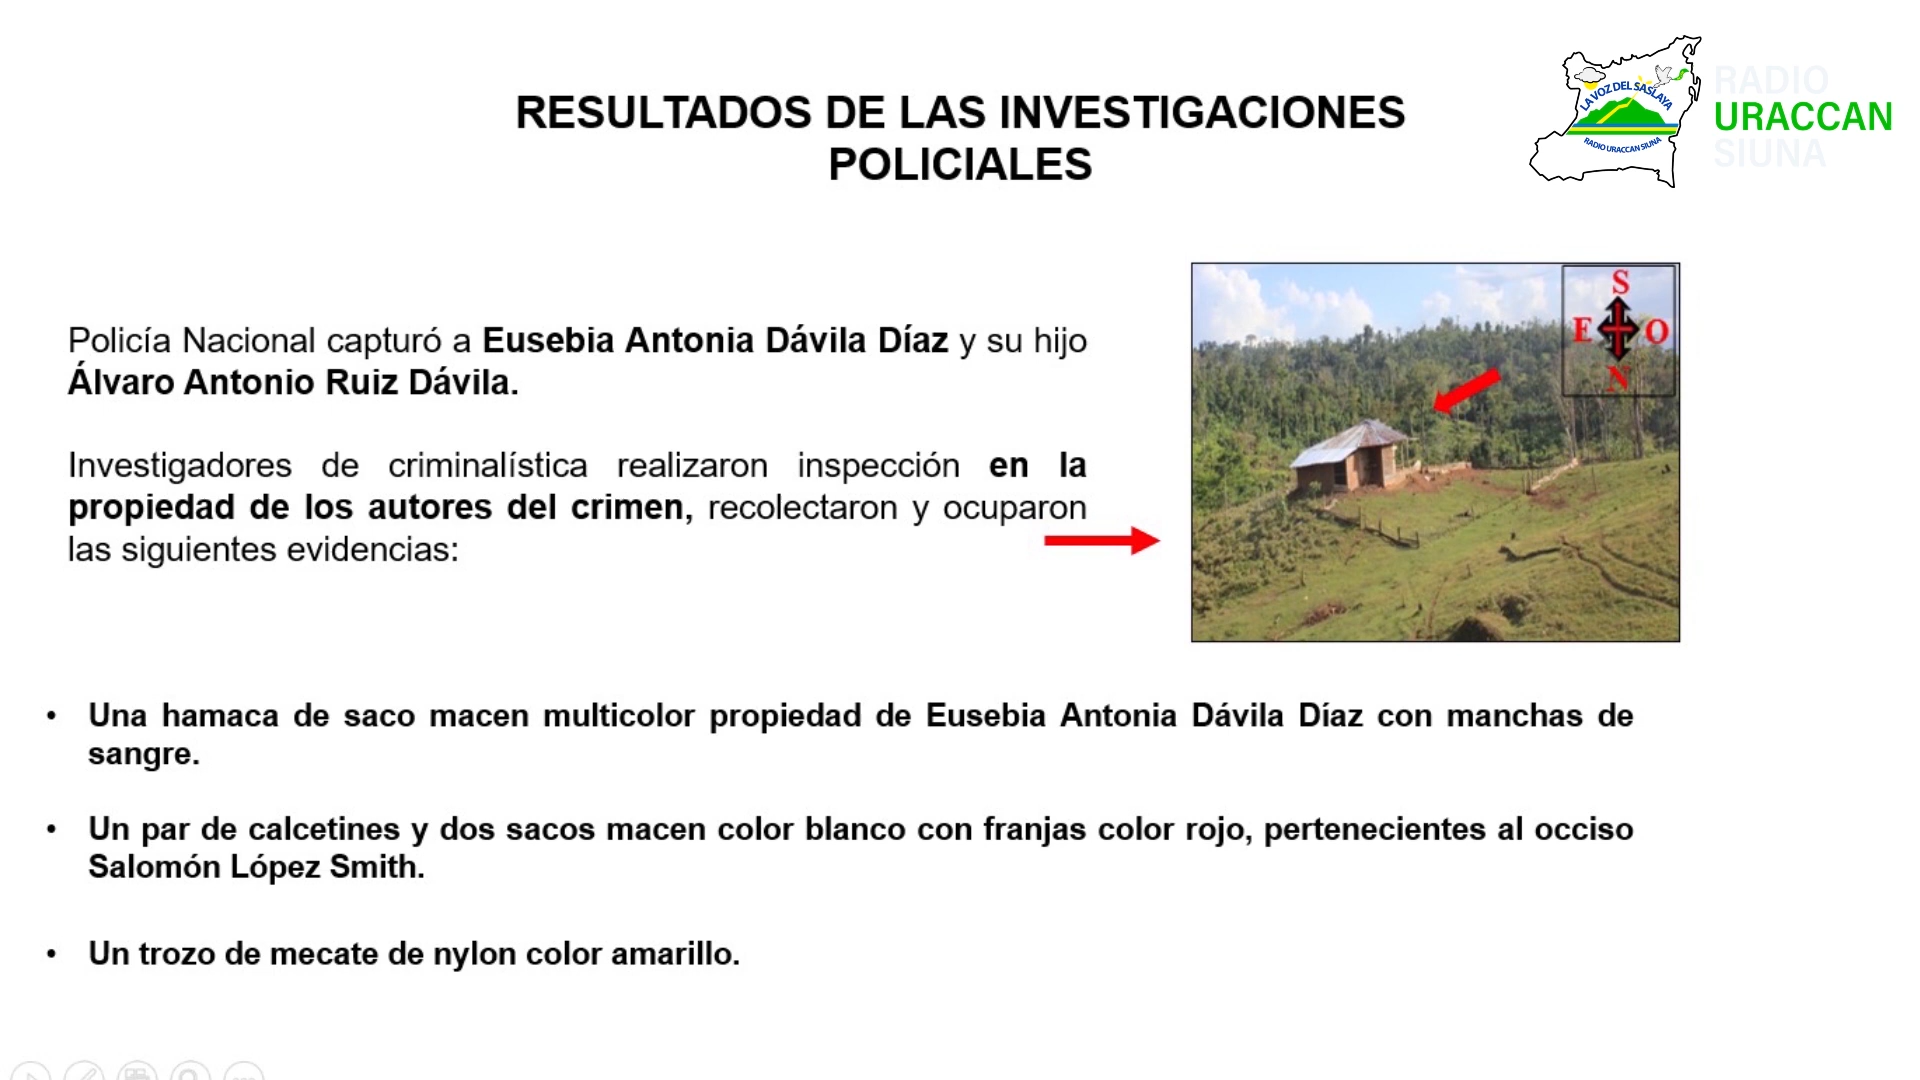 RESULTADOS DE LAS INVESTIGACIONES
POLICIALES
LA VOZ DEL SASLAYA
RADIO URACCAN SIUNA
RADIO
URACCAN
SIUNA
Policía Nacional capturó a Eusebia Antonia Dávila Díaz y su hijo
Álvaro Antonio Ruiz Dávila.
Investigadores de criminalística realizaron inspección en la
propiedad de los autores del crimen, recolectaron y ocuparon
las siguientes evidencias:
S
E O
N
• Una hamaca de saco macen multicolor propiedad de Eusebia Antonia Dávila Díaz con manchas de
sangre.
• Un par de calcetines y dos sacos macen color blanco con franjas color rojo, pertenecientes al occiso
Salomón López Smith.
• Un trozo de mecate de nylon color amarillo.